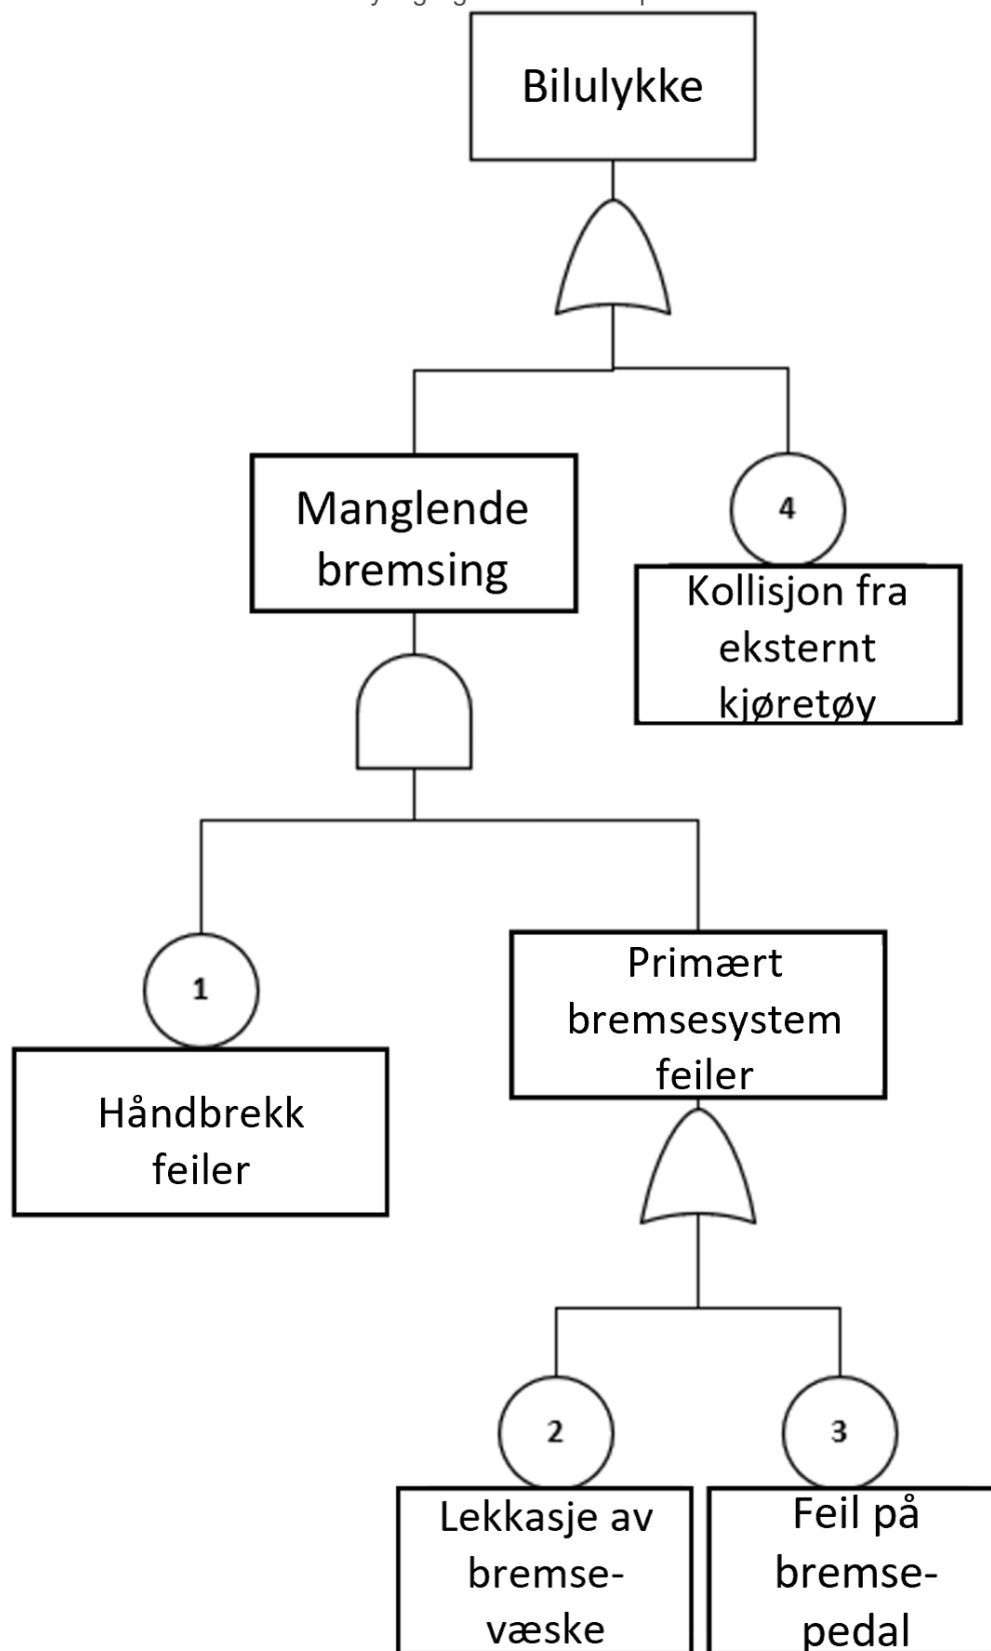 Bilulykke
Manglende
bremsing
4
Kollisjon fra
eksternt
kjøretøy
1
Håndbrekk
feiler
Primært
bremsesystem
feiler
2
Lekkasje av
bremse-
væske
3
Feil på
bremse-
pedal